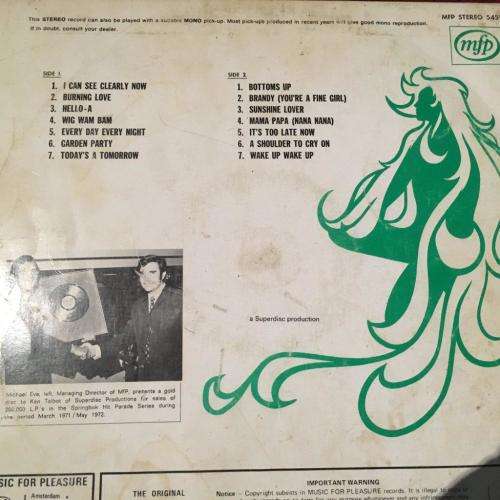 This STEREO record can also be played with a suitable MONO pick-up. Most pick-ups produced in recent years will give good mono reproduction.
If in doubt, consult your dealer.
MFP STEREO 545
mfp
SIDE 1.
1. I CAN SEE CLEARLY NOW
2. BURNING LOVE
3. HELLO-A
4. WIG WAM BAM
5. EVERY DAY EVERY NIGHT
6. GARDEN PARTY
7. TODAY'S A TOMORROW
SIDE 2.
1. BOTTOMS UP
2. BRANDY (YOU'RE A FINE GIRL)
3. SUNSHINE LOVER
4. MAMA PAPA (NANA NANA)
5. IT'S TOO LATE NOW
6. A SHOULDER TO CRY ON
7. WAKE UP WAKE UP
a Superdisc production
Michael Eve, left, Managing Director of MFP, presents a gold
disc to Ken Talbot of Superdisc Productions for sales of
200,000 L.P's in the Springbok Hit Parade Series during
the period March 1971/May 1972.
SIC FOR PLEASURE
Amsterdam
THE ORIGINAL
IMPORTANT WARNING
Notice - Copyright subsists in MUSIC FOR PLEASURE records. It is illegal to